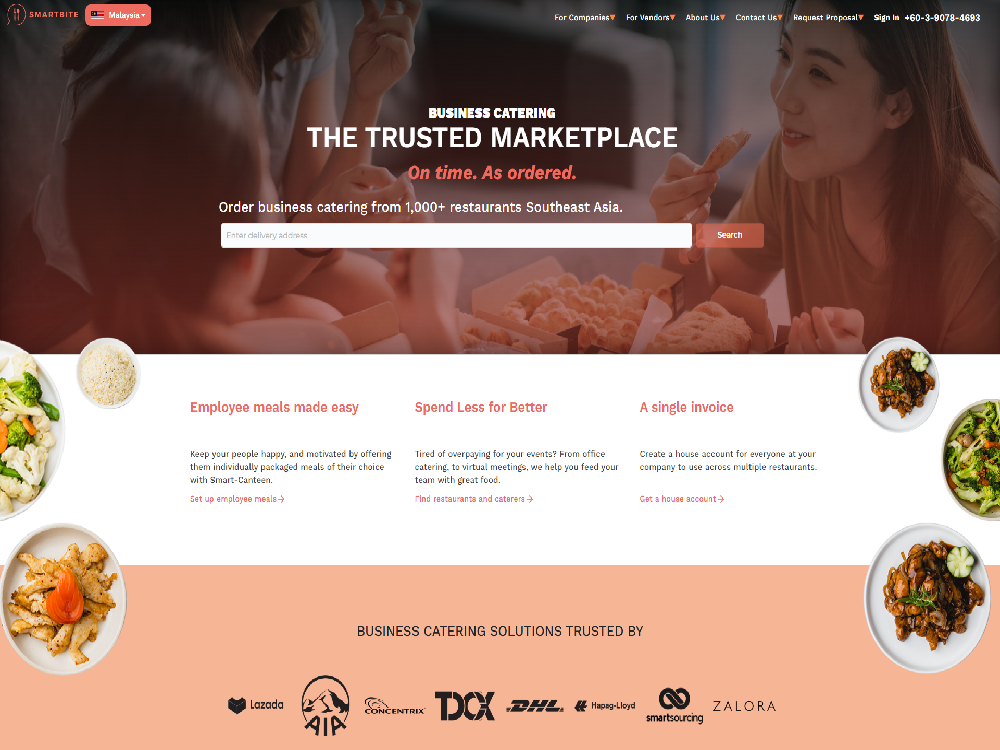 SMARTBITE
Malaysia
For Companies
For Vendors
About Us
Contact Us
Request Proposal
Sign In
+60-3-9078-4693
BUSINESS CATERING
THE TRUSTED MARKETPLACE
On time. As ordered.
Order business catering from 1,000+ restaurants Southeast Asia.
Enter delivery address
Search
Employee meals made easy
Keep your people happy, and motivated by offering
them individually packaged meals of their choice
with Smart-Canteen.
Set up employee meals→
Spend Less for Better
Tired of overpaying for your events? From office
catering, to virtual meetings, we help you feed your
team with great food.
Find restaurants and caterers→
A single invoice
Create a house account for everyone at your
company to use across multiple restaurants.
Get a house account→
BUSINESS CATERING SOLUTIONS TRUSTED BY
Lazada
AIA
CONCENTRIX
TDCX
DHL
Hapag-Lloyd
smartsourcing
ZALORA